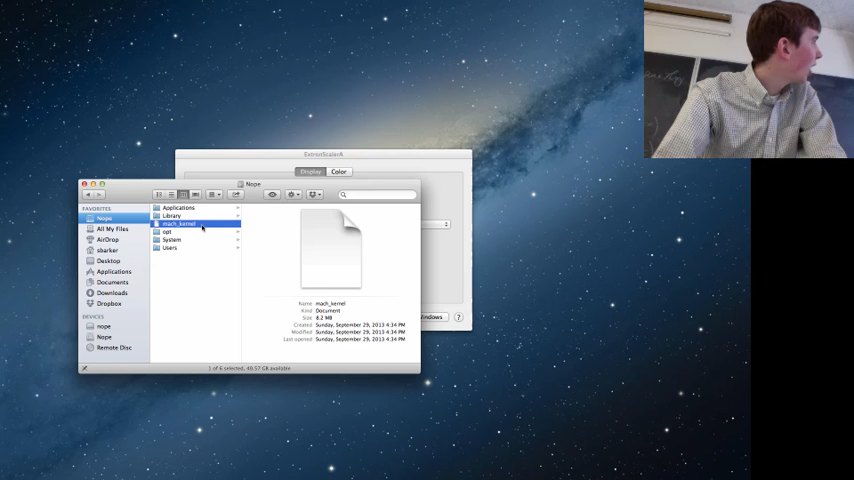 ExtronScalerA
Display Color
Nope
FAVORITES
Nope
All My Files
AirDrop
sbarker
Desktop
Applications
Documents
Downloads
Dropbox
DEVICES
nope
Nope
Remote Disc
Applications
Library
mach_kernel
opt
System
Users
Name mach_kernel
Kind Document
Size 8.2 MB
Created Sunday, September 29, 2013 4:34 PM
Modified Sunday, September 29, 2013 4:34 PM
Last opened Sunday, September 29, 2013 4:34 PM
indows ?
1 of 6 selected, 40.57 GB available